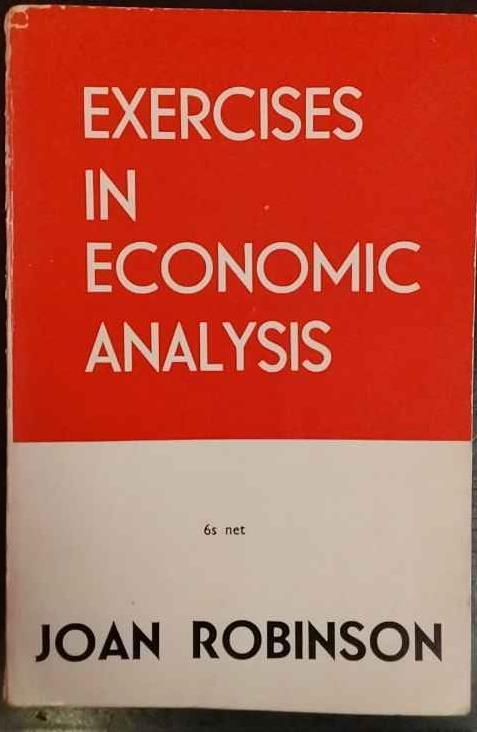 EXERCISES
IN
ECONOMIC
ANALYSIS
6s net
JOAN ROBINSON